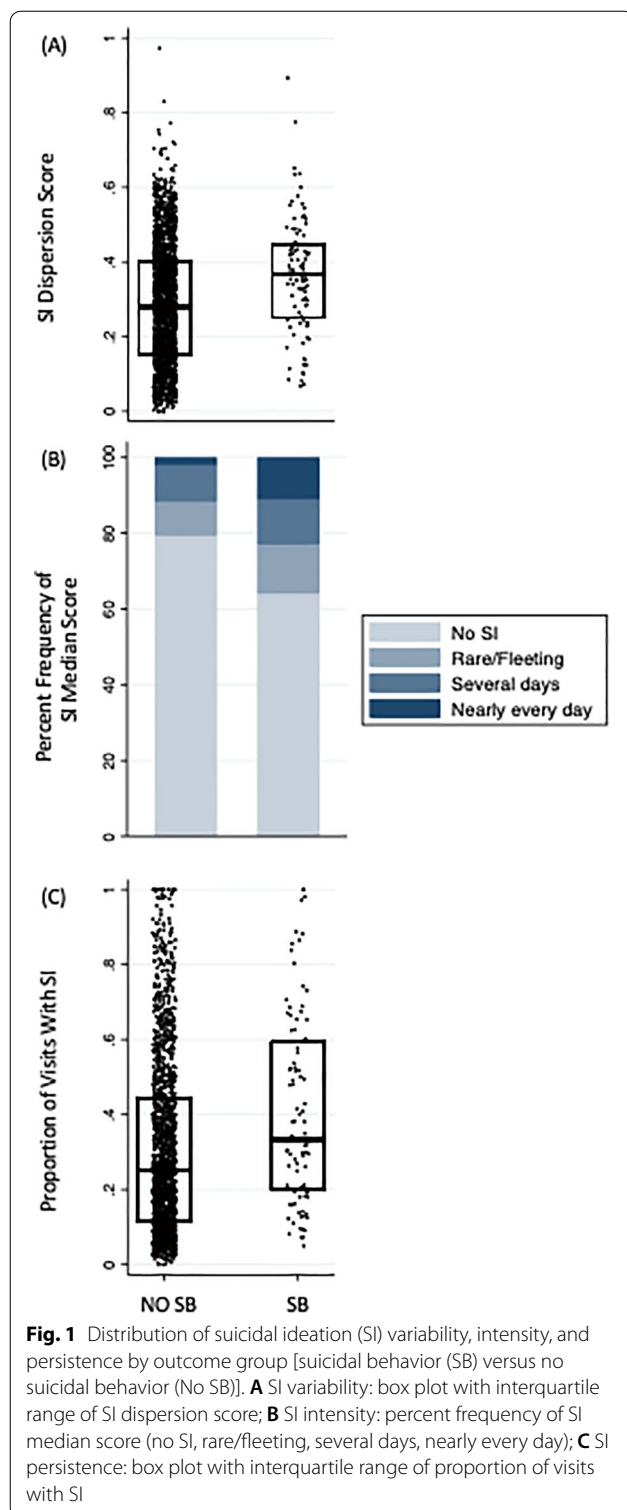 (A)
SI Dispersion Score
1
.8
.6
.4
.2
0
(B)
Percent Frequency of
SI Median Score
100
80
60
40
20
0
No SI
Rare/Fleeting
Several days
Nearly every day
(C)
Proportion of Visits With SI
1
.8
.6
.4
.2
0
NO SB SB
Fig. 1 Distribution of suicidal ideation (SI) variability, intensity, and
persistence by outcome group [suicidal behavior (SB) versus no
suicidal behavior (No SB)]. A SI variability: box plot with interquartile
range of SI dispersion score; B SI intensity: percent frequency of SI
median score (no SI, rare/fleeting, several days, nearly every day); C SI
persistence: box plot with interquartile range of proportion of visits
with SI